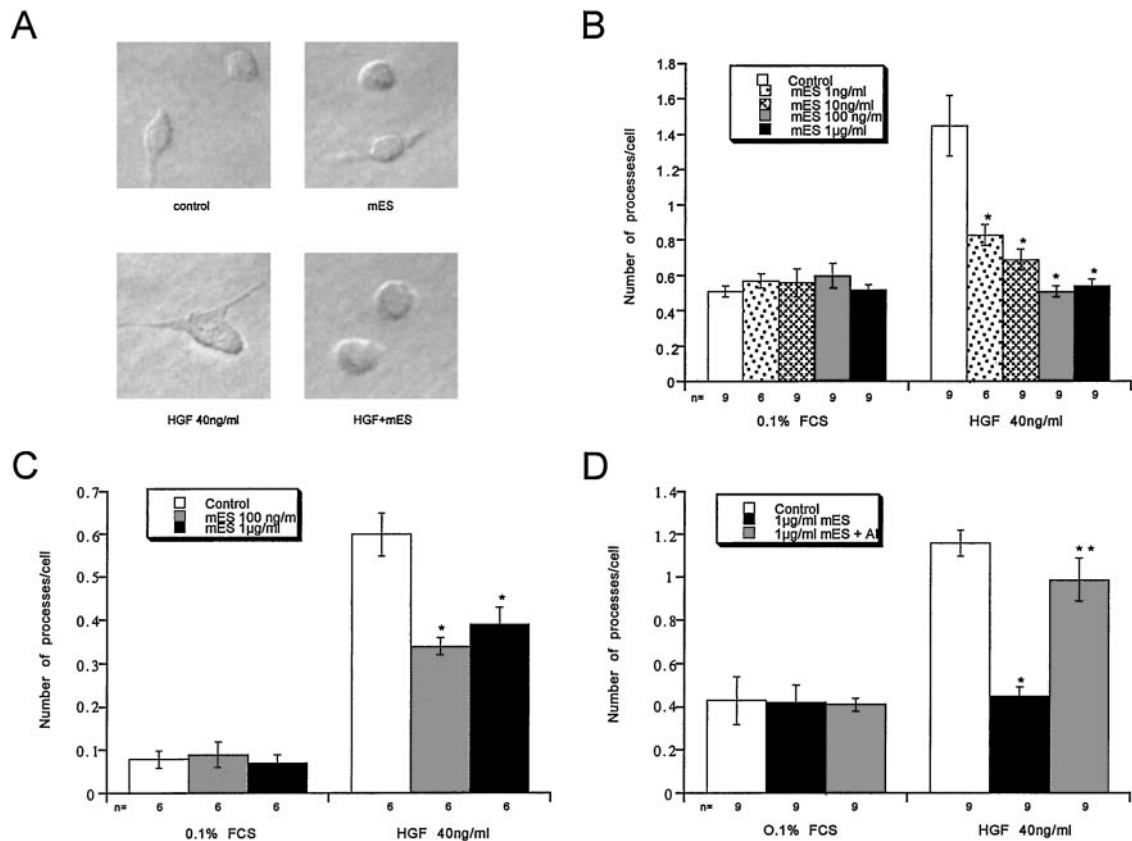 A
control
mES
HGF 40ng/ml
HGF+mES
B
Number of processes/cell
1.8
1.6
1.4
1.2
1
0.8
0.6
0.4
0.2
0
Control
mES 1ng/ml
mES 10ng/ml
mES 100 ng/m
mES 1µg/ml
*
*
*
*
n= 9 6 9 9 9 9 6 9 9 9
0.1% FCS
HGF 40ng/ml
C
Number of processes/cell
0.7
0.6
0.5
0.4
0.3
0.2
0.1
0
Control
mES 100 ng/m
mES 1µg/ml
*
*
n= 6 6 6 6 6 6
0.1% FCS
HGF 40ng/ml
D
Number of processes/cell
1.4
1.2
1
0.8
0.6
0.4
0.2
0
Control
1µg/ml mES
1µg/ml mES + A
*
**
n= 9 9 9 9 9 9
O.1% FCS
HGF 40ng/ml